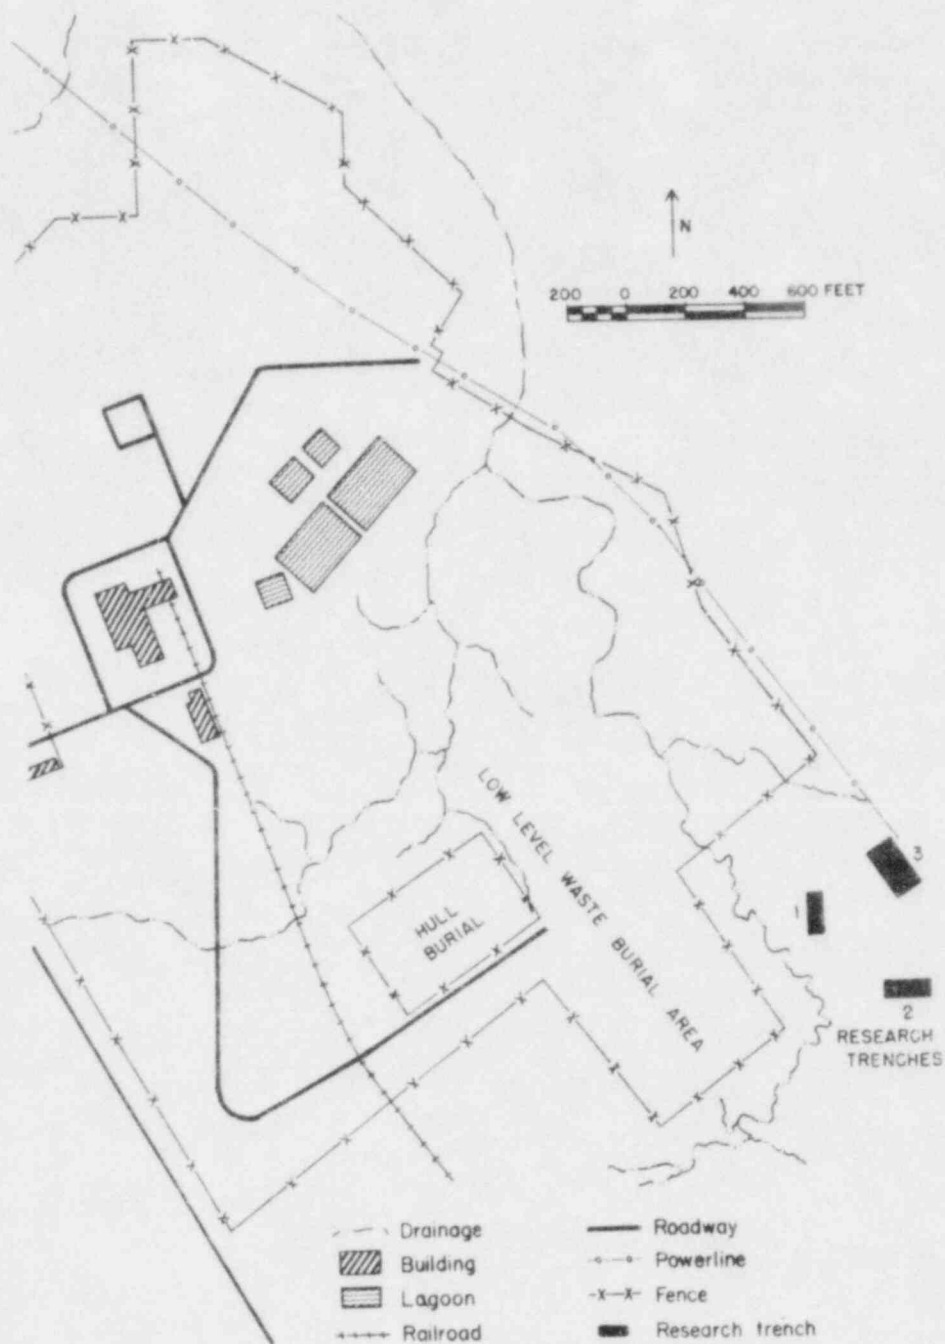 N
200 0 200 400 600 FEET
LOW LEVEL WASTE BURIAL AREA
HULL
BURIAL
3
1
2
RESEARCH
TRENCHES
Drainage
Roadway
Building
Powerline
Lagoon
Fence
Railroad
Research trench